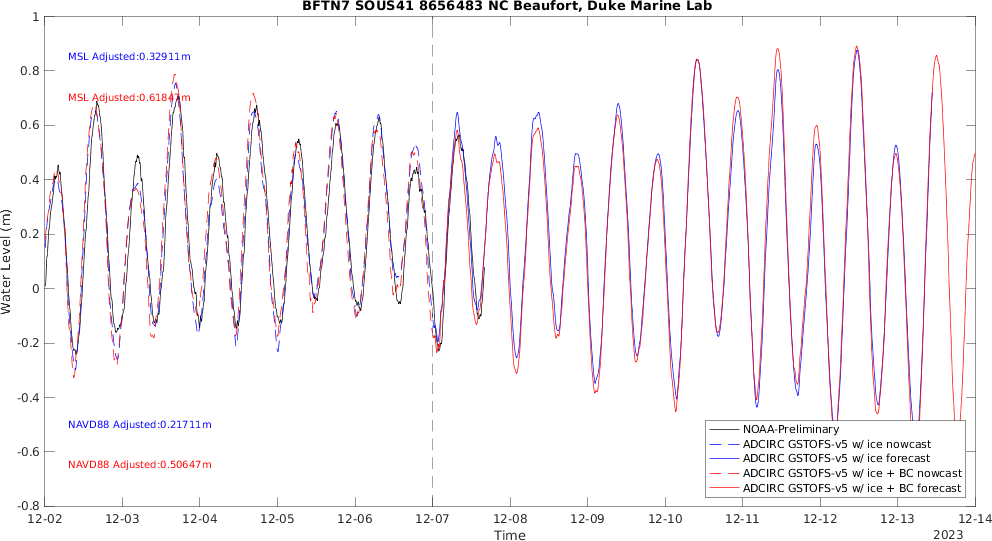 BFTN7 SOUS41 8656483 NC Beaufort, Duke Marine Lab
1
0.8
0.6
0.4
0.2
0
-0.2
-0.4
-0.6
-0.8
Water Level (m)
MSL Adjusted:0.32911m
MSL Adjusted:0.61847m
NAVD88 Adjusted:0.21711m
NAVD88 Adjusted:0.50647m
NOAA-Preliminary
ADCIRC GSTOFS-v5 w/ ice nowcast
ADCIRC GSTOFS-v5 w/ ice forecast
ADCIRC GSTOFS-v5 w/ ice + BC nowcast
ADCIRC GSTOFS-v5 w/ ice + BC forecast
12-02 12-03 12-04 12-05 12-06 12-07 12-08 12-09 12-10 12-11 12-12 12-13 12-14
Time
2023